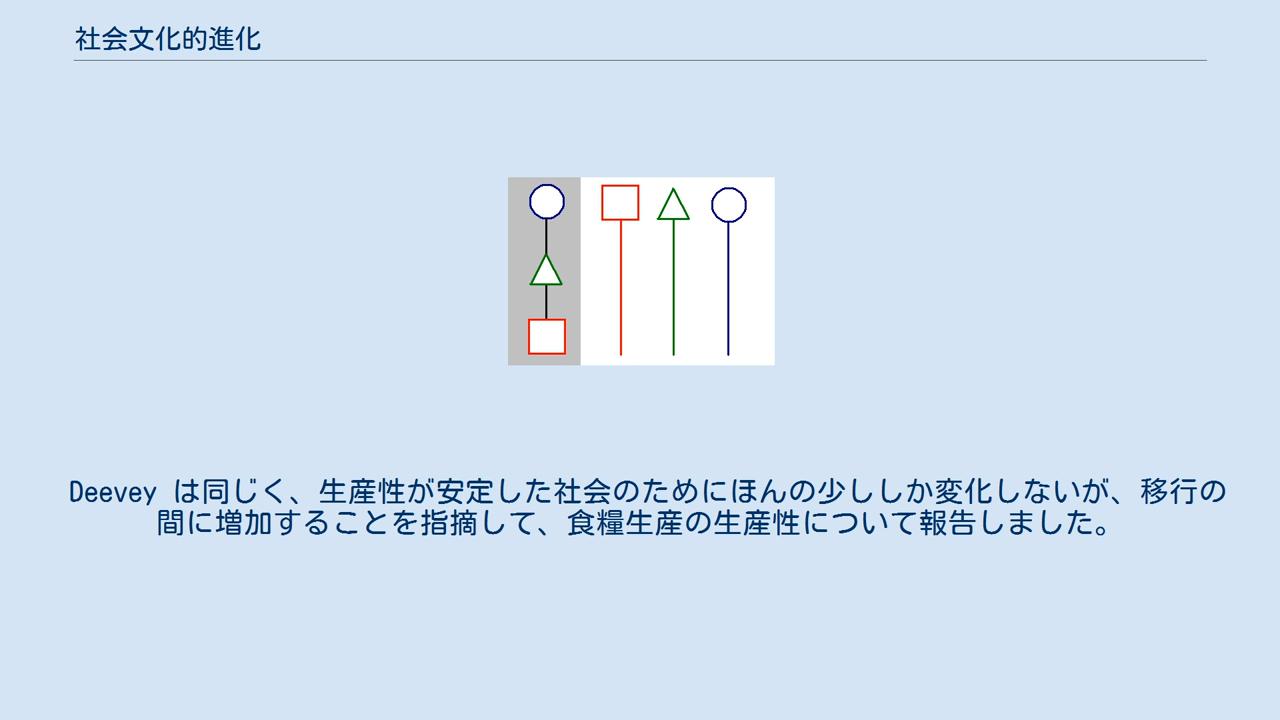 社会文化的進化
Deevey は同じく、生産性が安定した社会のためにほんの少ししか変化しないが、移行の
間に増加することを指摘して、食糧生産の生産性について報告しました。